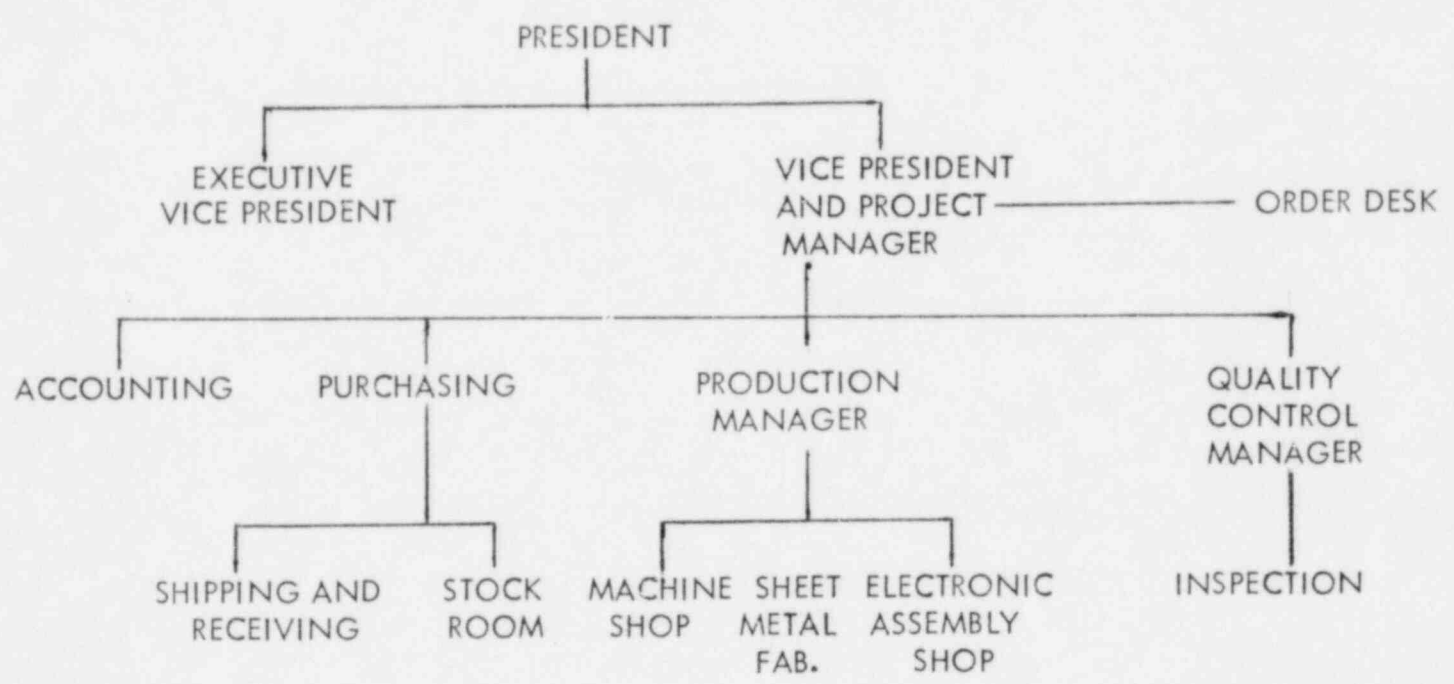 PRESIDENT
EXECUTIVE
VICE PRESIDENT
VICE PRESIDENT
AND PROJECT
MANAGER
ORDER DESK
ACCOUNTING
PURCHASING
PRODUCTION
MANAGER
QUALITY
CONTROL
MANAGER
SHIPPING AND
RECEIVING
STOCK
ROOM
MACHINE
SHOP
SHEET
METAL
FAB.
ELECTRONIC
ASSEMBLY
SHOP
INSPECTION